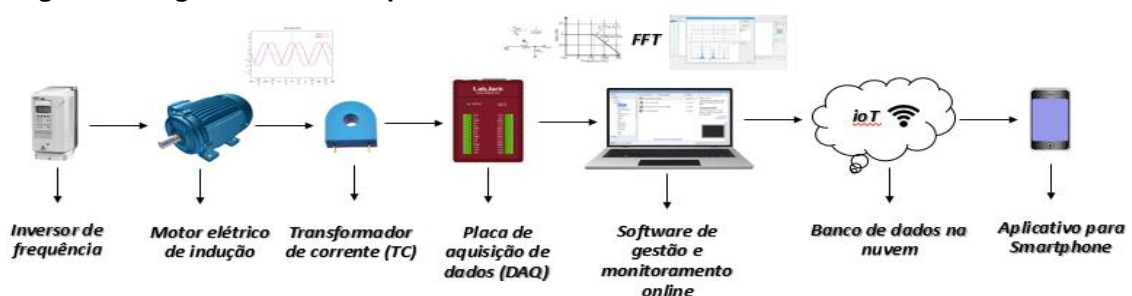 FFT
LabJack
ioT
Inversor de
frequência
Motor elétrico
de indução
Transformador
de corrente (TC)
Placa de
aquisição de
dados (DAQ)
Software de
gestão e
monitoramento
online
Banco de dados na
nuvem
Aplicativo para
Smartphone